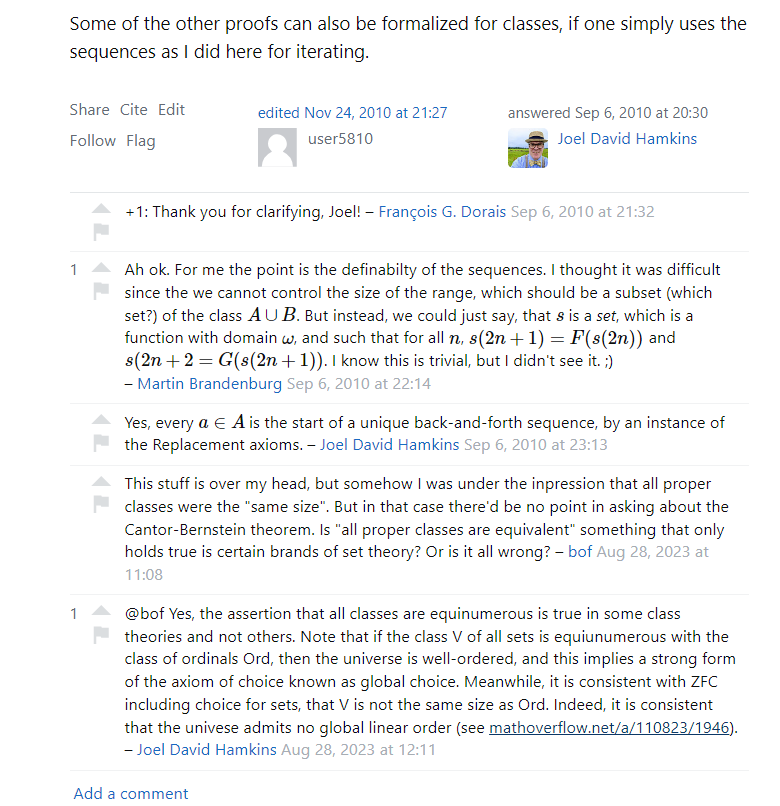 Some of the other proofs can also be formalized for classes, if one simply uses the
sequences as I did here for iterating.
Share Cite Edit
Follow Flag
edited Nov 24, 2010 at 21:27
user5810
answered Sep 6, 2010 at 20:30
Joel David Hamkins
+1: Thank you for clarifying, Joel! – François G. Dorais Sep 6, 2010 at 21:32
1
Ah ok. For me the point is the definabilty of the sequences. I thought it was difficult
since the we cannot control the size of the range, which should be a subset (which
set?) of the class A ∪ B. But instead, we could just say, that s is a set, which is a
function with domain ω, and such that for all n, s(2n + 1) = F(s(2n)) and
s(2n + 2 = G(s(2n + 1)). I know this is trivial, but I didn't see it. ;)
– Martin Brandenburg Sep 6, 2010 at 22:14
Yes, every a ∈ A is the start of a unique back-and-forth sequence, by an instance of
the Replacement axioms. – Joel David Hamkins Sep 6, 2010 at 23:13
This stuff is over my head, but somehow I was under the inpression that all proper
classes were the "same size". But in that case there'd be no point in asking about the
Cantor-Bernstein theorem. Is "all proper classes are equivalent" something that only
holds true is certain brands of set theory? Or is it all wrong? – bof Aug 28, 2023 at
11:08
1
@bof Yes, the assertion that all classes are equinumerous is true in some class
theories and not others. Note that if the class V of all sets is equiunumerous with the
class of ordinals Ord, then the universe is well-ordered, and this implies a strong form
of the axiom of choice known as global choice. Meanwhile, it is consistent with ZFC
including choice for sets, that V is not the same size as Ord. Indeed, it is consistent
that the univese admits no global linear order (see mathoverflow.net/a/110823/1946).
– Joel David Hamkins Aug 28, 2023 at 12:11
Add a comment